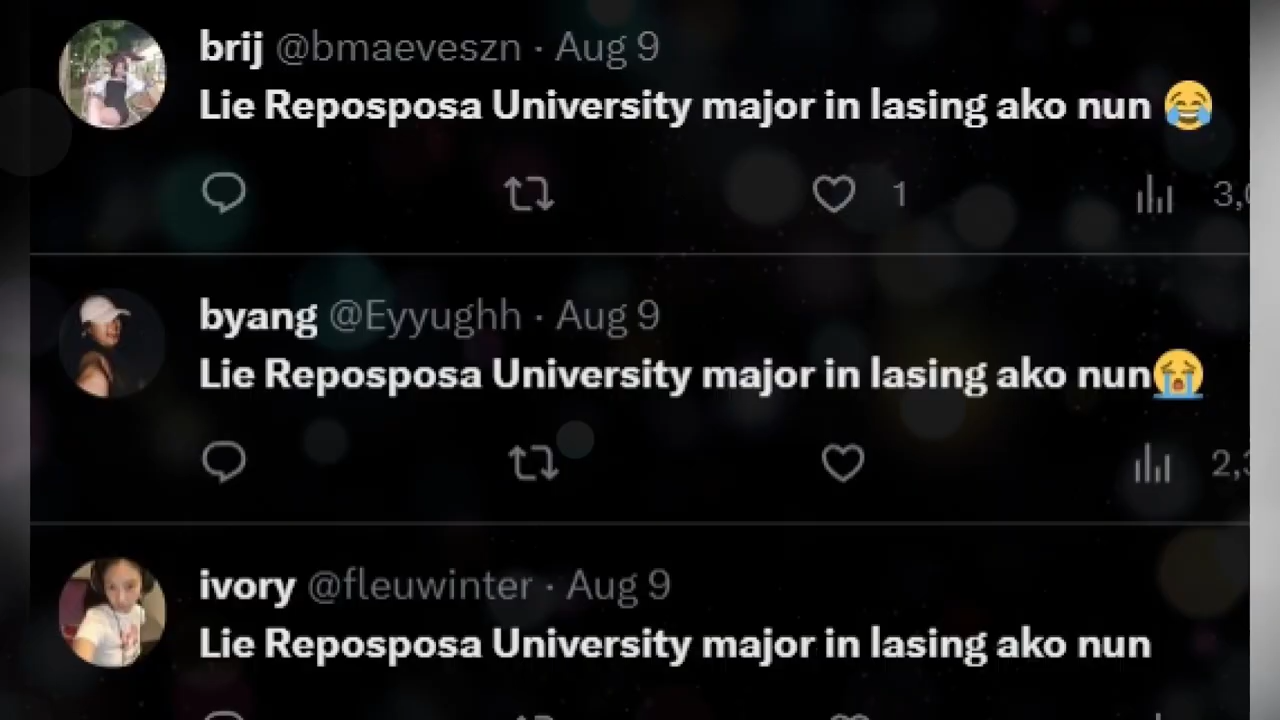 brij @bmaeveszn · Aug 9
Lie Reposposa University major in lasing ako nun 😂
1
byang @Eyyughh · Aug 9
Lie Reposposa University major in lasing ako nun😭
ivory @fleuwinter · Aug 9
Lie Reposposa University major in lasing ako nun